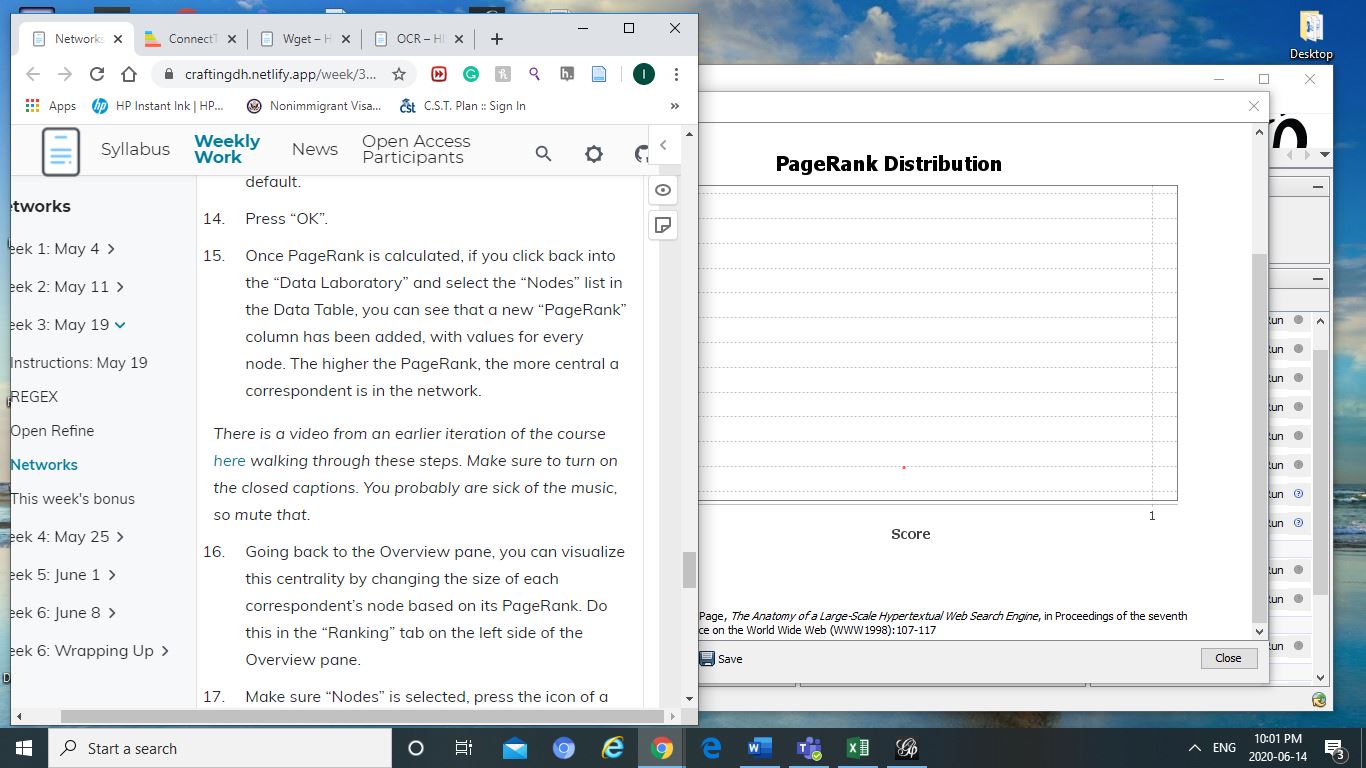 Desktop
Networks
ConnectT
Wget – H
OCR – H
craftingdh.netlify.app/week/3...
I
Apps
HP Instant Ink | HP...
Nonimmigrant Visa...
C.S.T. Plan :: Sign In
»
Syllabus
Weekly
Work
News
Open Access
Participants
etworks
eek 1: May 4
eek 2: May 11
eek 3: May 19
Instructions: May 19
REGEX
Open Refine
Networks
This week's bonus
eek 4: May 25
eek 5: June 1
eek 6: June 8
eek 6: Wrapping Up
default.
14. Press “OK”.
15. Once PageRank is calculated, if you click back into
the “Data Laboratory” and select the “Nodes” list in
the Data Table, you can see that a new “PageRank”
column has been added, with values for every
node. The higher the PageRank, the more central a
correspondent is in the network.
There is a video from an earlier iteration of the course
here walking through these steps. Make sure to turn on
the closed captions. You probably are sick of the music,
so mute that.
16. Going back to the Overview pane, you can visualize
this centrality by changing the size of each
correspondent’s node based on its PageRank. Do
this in the “Ranking” tab on the left side of the
Overview pane.
17. Make sure “Nodes” is selected, press the icon of a
PageRank Distribution
1
Score
Page, The Anatomy of a Large-Scale Hypertextual Web Search Engine, in Proceedings of the seventh
ce on the World Wide Web (WWW1998):107-117
Save
Close
Run
Run
Run
Run
Run
Run
Run
Run
Run
Run
Run
Start a search
ENG
10:01 PM
2020-06-14
3